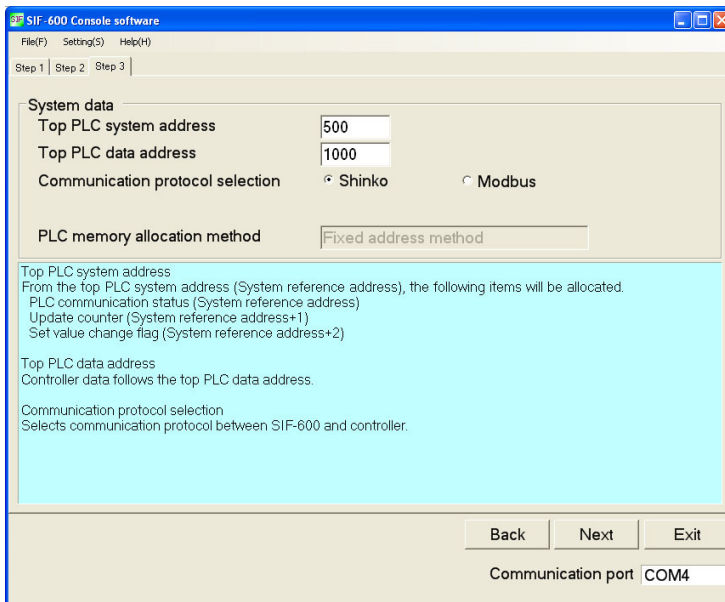 SIF SIF-600 Console software
File(F) Setting(S) Help(H)
Step 1 Step 2 Step 3
System data
Top PLC system address 500
Top PLC data address 1000
Communication protocol selection Shinko Modbus
PLC memory allocation method Fixed address method
Top PLC system address
From the top PLC system address (System reference address), the following items will be allocated.
PLC communication status (System reference address)
Update counter (System reference address+1)
Set value change flag (System reference address+2)
Top PLC data address
Controller data follows the top PLC data address.
Communication protocol selection
Selects communication protocol between SIF-600 and controller.
Back Next Exit
Communication port COM4